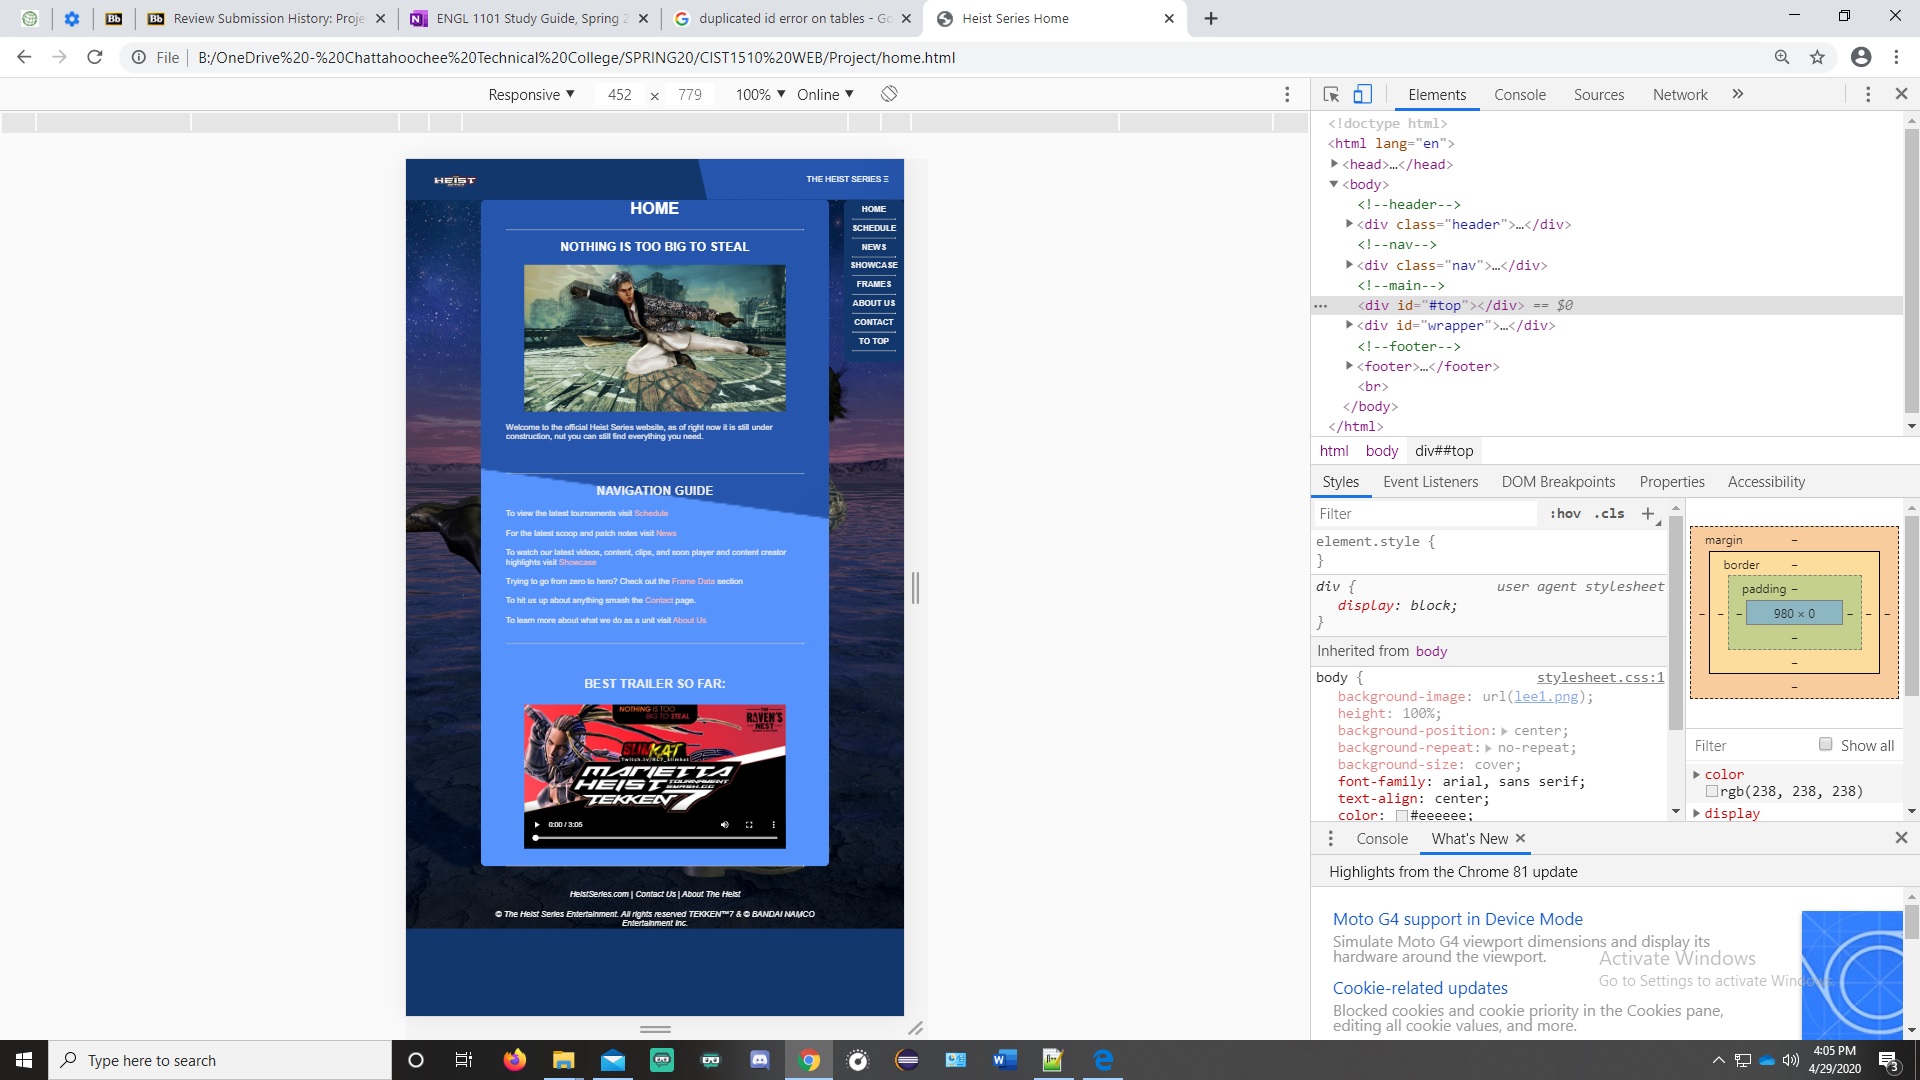 Review Submission History: Proje
ENGL 1101 Study Guide, Spring 2
duplicated id error on tables - Go
Heist Series Home
File
B:/OneDrive%20-%20Chattahoochee%20Technical%20College/SPRING20/CIST1510%20WEB/Project/home.html
Responsive 452 x 779 100% Online
Elements Console Sources Network
HEIST
THE HEIST SERIES Ξ
HOME
NOTHING IS TOO BIG TO STEAL
Welcome to the official Heist Series website, as of right now it is still under
construction, nut you can still find everything you need.
NAVIGATION GUIDE
To view the latest tournaments visit Schedule
For the latest scoop and patch notes visit News
To watch our latest videos, content, clips, and soon player and content creator
highlights visit Showcase
Trying to go from zero to hero? Check out the Frame Data section
To hit us up about anything smash the Contact page.
To learn more about what we do as a unit visit About Us
BEST TRAILER SO FAR:
NOTHING IS TOO
BIG TO STEAL
THE
RAVEN'S
NEST
SLIMKAT
MARIETTA
HEIST TOURNAMENT
SMASH.GG
TEKKEN 7
0:00 / 3:05
HeistSeries.com | Contact Us | About The Heist
© The Heist Series Entertainment. All rights reserved TEKKEN™7 & © BANDAI NAMCO
Entertainment Inc.
HOME
SCHEDULE
NEWS
SHOWCASE
FRAMES
ABOUT US
CONTACT
TO TOP
<!doctype html>
<html lang="en">
<head>…</head>
<body>
<!--header-->
<div class="header">…</div>
<!--nav-->
<div class="nav">…</div>
<!--main-->
<div id="#top"></div> == $0
<div id="wrapper">…</div>
<!--footer-->
<footer>…</footer>
<br>
</body>
</html>
html body div##top
Styles Event Listeners DOM Breakpoints Properties Accessibility
Filter :hov .cls +
element.style {
}
div { user agent stylesheet
display: block;
}
Inherited from body
body { stylesheet.css:1
background-image: url(lee1.png);
height: 100%;
background-position: center;
background-repeat: no-repeat;
background-size: cover;
font-family: arial, sans serif;
text-align: center;
color: #eeeeee;
margin –
border –
padding –
– – – 980 × 0 – – –
–
–
–
Filter Show all
color
rgb(238, 238, 238)
display
Console What's New
Highlights from the Chrome 81 update
Moto G4 support in Device Mode
Simulate Moto G4 viewport dimensions and display its
hardware around the viewport.
Cookie-related updates
Blocked cookies and cookie priority in the Cookies pane,
editing all cookie values, and more.
Activate Windows
Go to Settings to activate Windows.
Type here to search
4:05 PM
4/29/2020
3